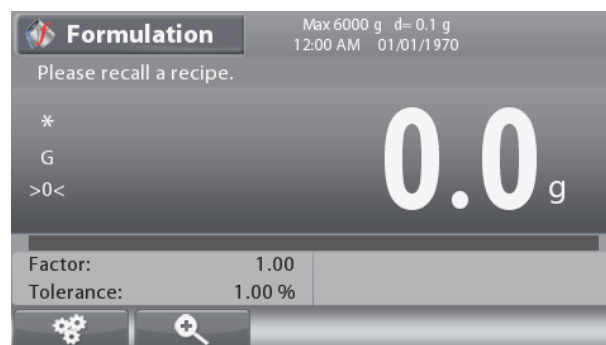 Formulation
Max 6000 g d= 0.1 g
12:00 AM 01/01/1970
Please recall a recipe.
*
G
>0<
0.0 g
Factor: 1.00
Tolerance: 1.00 %